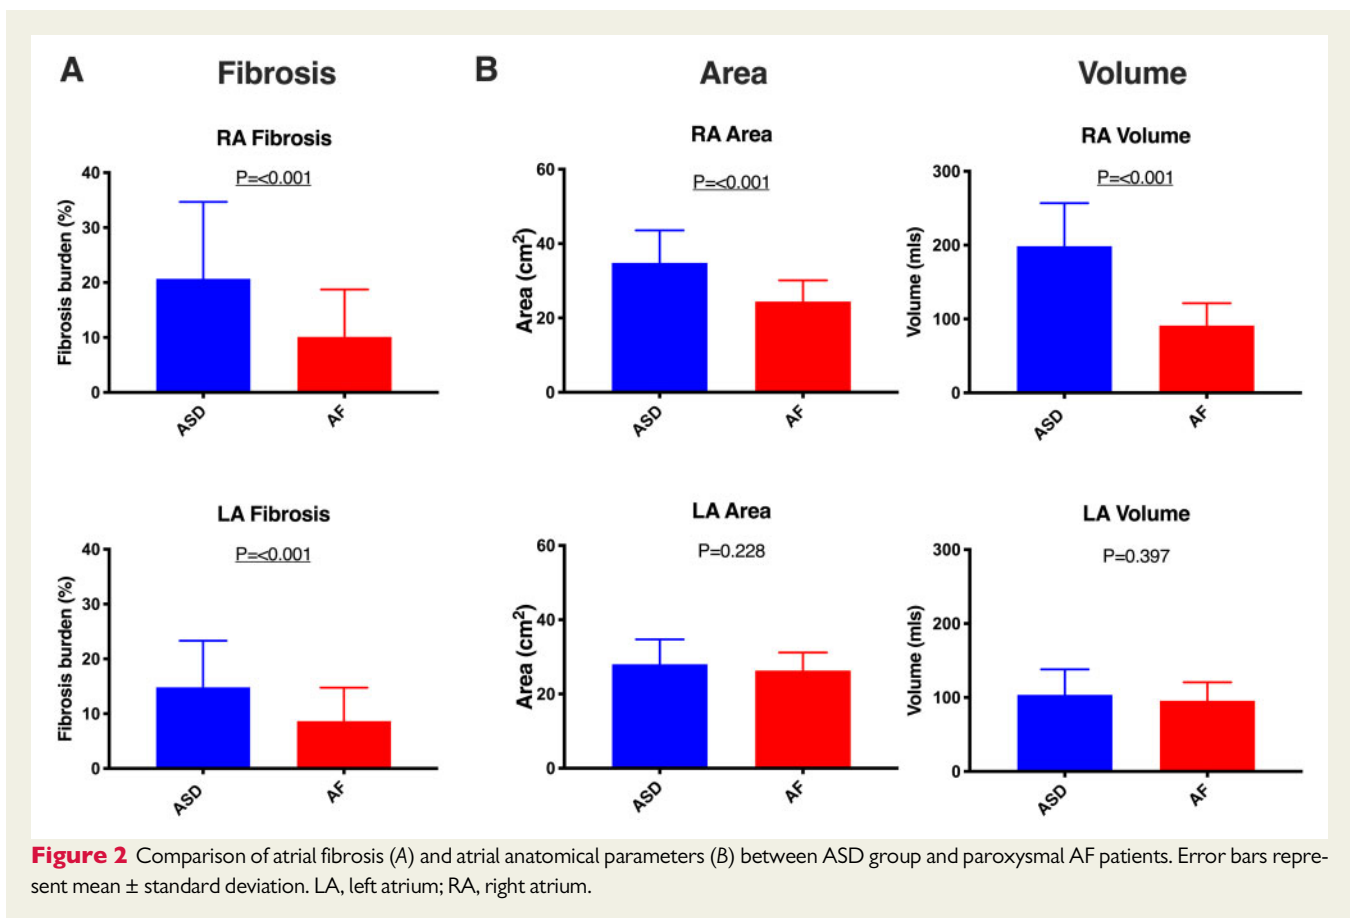 A
Fibrosis
B
Area
Volume
RA Fibrosis
P=<0.001
Fibrosis burden (%)
40
30
20
10
0
ASD
AF
RA Area
P=<0.001
Area (cm²)
60
40
20
0
ASD
AF
RA Volume
P=<0.001
Volume (mls)
300
200
100
0
ASD
AF
LA Fibrosis
P=<0.001
Fibrosis burden (%)
40
30
20
10
0
ASD
AF
LA Area
P=0.228
Area (cm²)
60
40
20
0
ASD
AF
LA Volume
P=0.397
Volume (mls)
300
200
100
0
ASD
AF
Figure 2 Comparison of atrial fibrosis (A) and atrial anatomical parameters (B) between ASD group and paroxysmal AF patients. Error bars repre-
sent mean ± standard deviation. LA, left atrium; RA, right atrium.